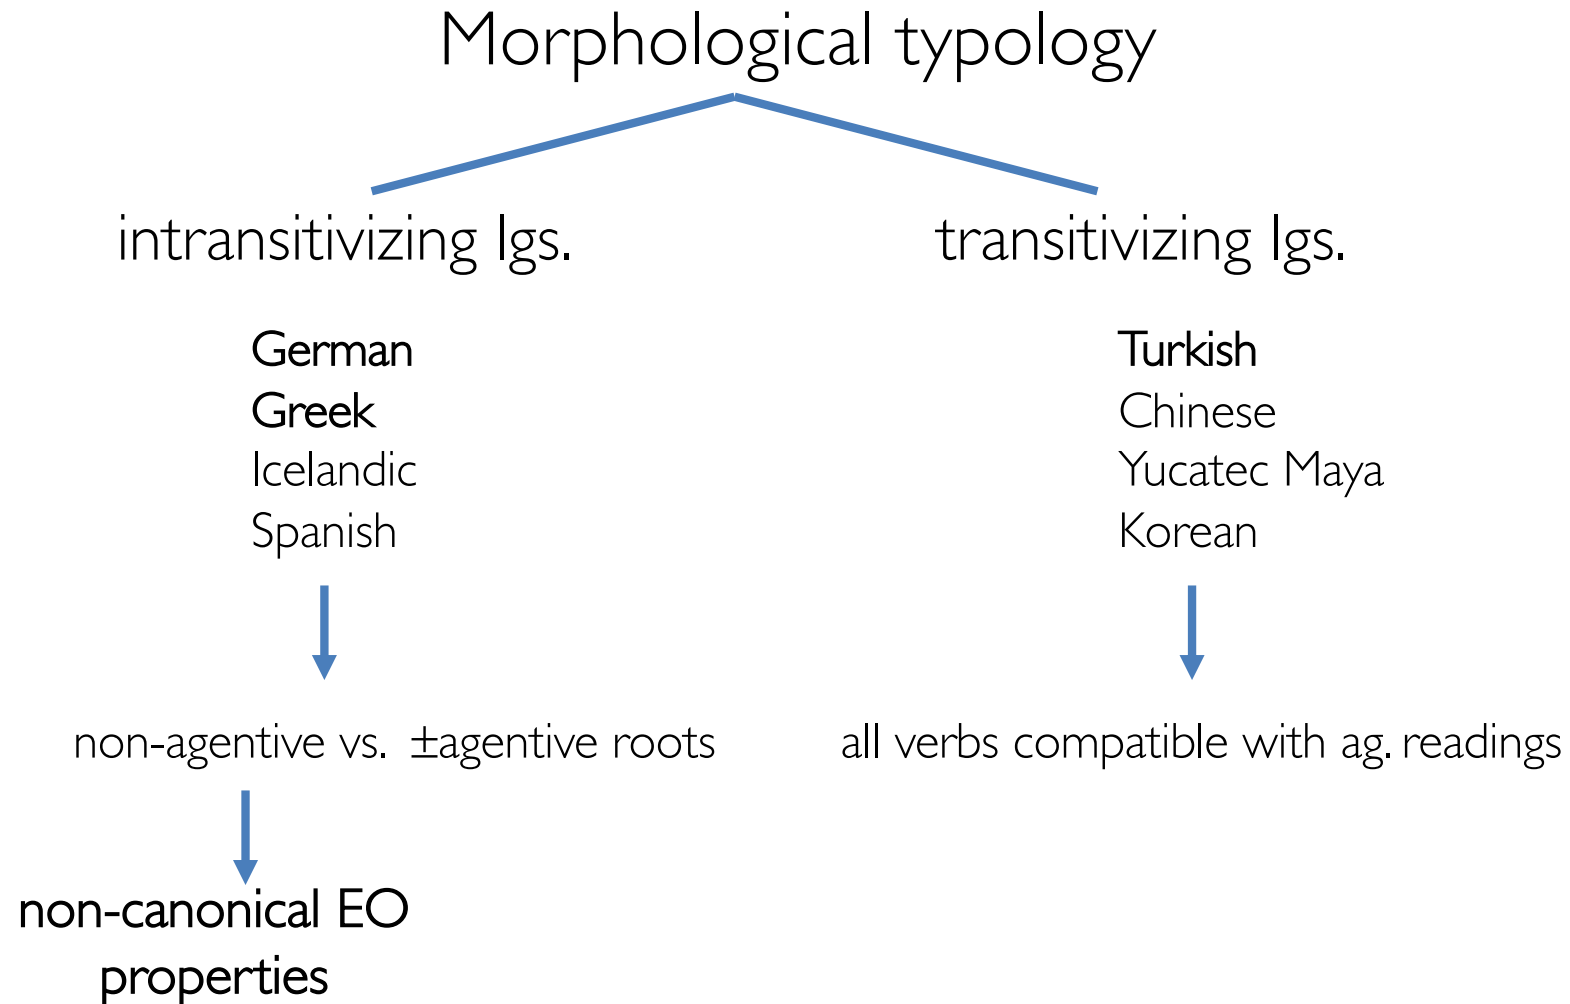 Morphological typology
intransitivizing lgs.
transitivizing lgs.
German
Greek
Icelandic
Spanish
Turkish
Chinese
Yucatec Maya
Korean
non-agentive vs. ±agentive roots
all verbs compatible with ag. readings
non-canonical EO
properties